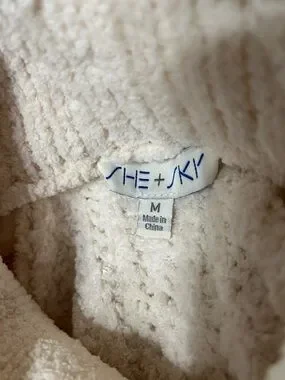 SHE + SKY
M
Made in
China